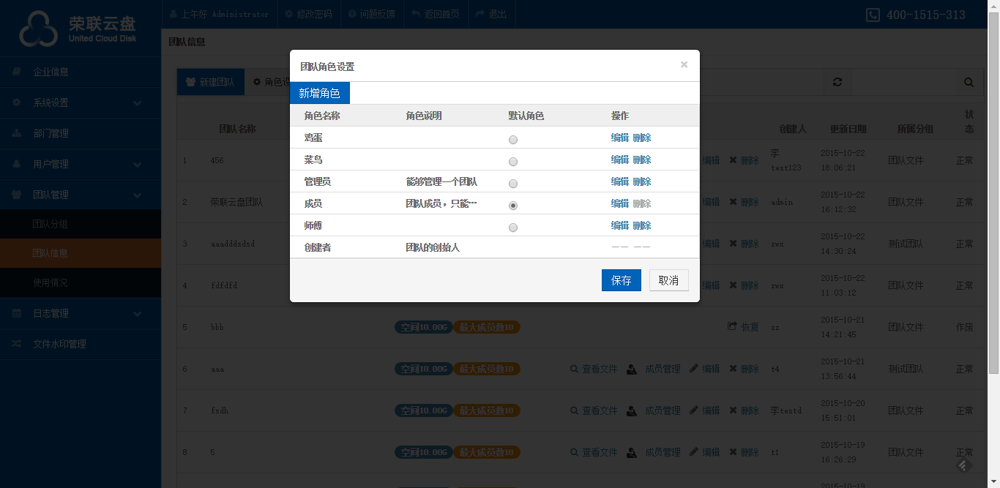 荣联云盘
United Cloud Disk
上午好 Administrator 修改密码 问题反馈 返回首页 退出
400-1515-313
企业信息
系统设置
部门管理
用户管理
团队管理
团队分组
团队信息
使用情况
日志管理
文件水印管理
团队信息
新建团队 角色设
团队角色设置 ×
新增角色
角色名称 角色说明 默认角色 操作
鸡蛋 编辑 删除
菜鸟 编辑 删除
管理员 能够管理一个团队 编辑 删除
成员 团队成员，只能… 编辑 删除
师傅 编辑 删除
创建者 团队的创始人 —— ——
保存 取消
团队名称 创建人 更新日期 所属分组 状态
1 456 编辑 删除 李test123 2015-10-22 18:06:21 团队文件 正常
2 荣联云盘团队 编辑 删除 admin 2015-10-22 16:12:32 团队文件 正常
3 aaadddsdsd 编辑 删除 zwx 2015-10-22 14:30:24 测试团队 正常
4 fdfdfd 编辑 删除 zwx 2015-10-22 11:03:12 团队文件 正常
5 bbb 空间10.00G 最大成员数10 恢复 zz 2015-10-21 14:21:45 团队文件 作废
6 aaa 空间10.00G 最大成员数10 查看文件 成员管理 编辑 删除 t4 2015-10-21 13:56:44 测试团队 正常
7 fsdh 空间10.00G 最大成员数10 查看文件 成员管理 编辑 删除 李testd 2015-10-20 15:51:01 团队文件 正常
8 5 空间10.00G 最大成员数10 查看文件 成员管理 编辑 删除 t1 2015-10-19 16:26:29 团队文件 正常
2015-10-19